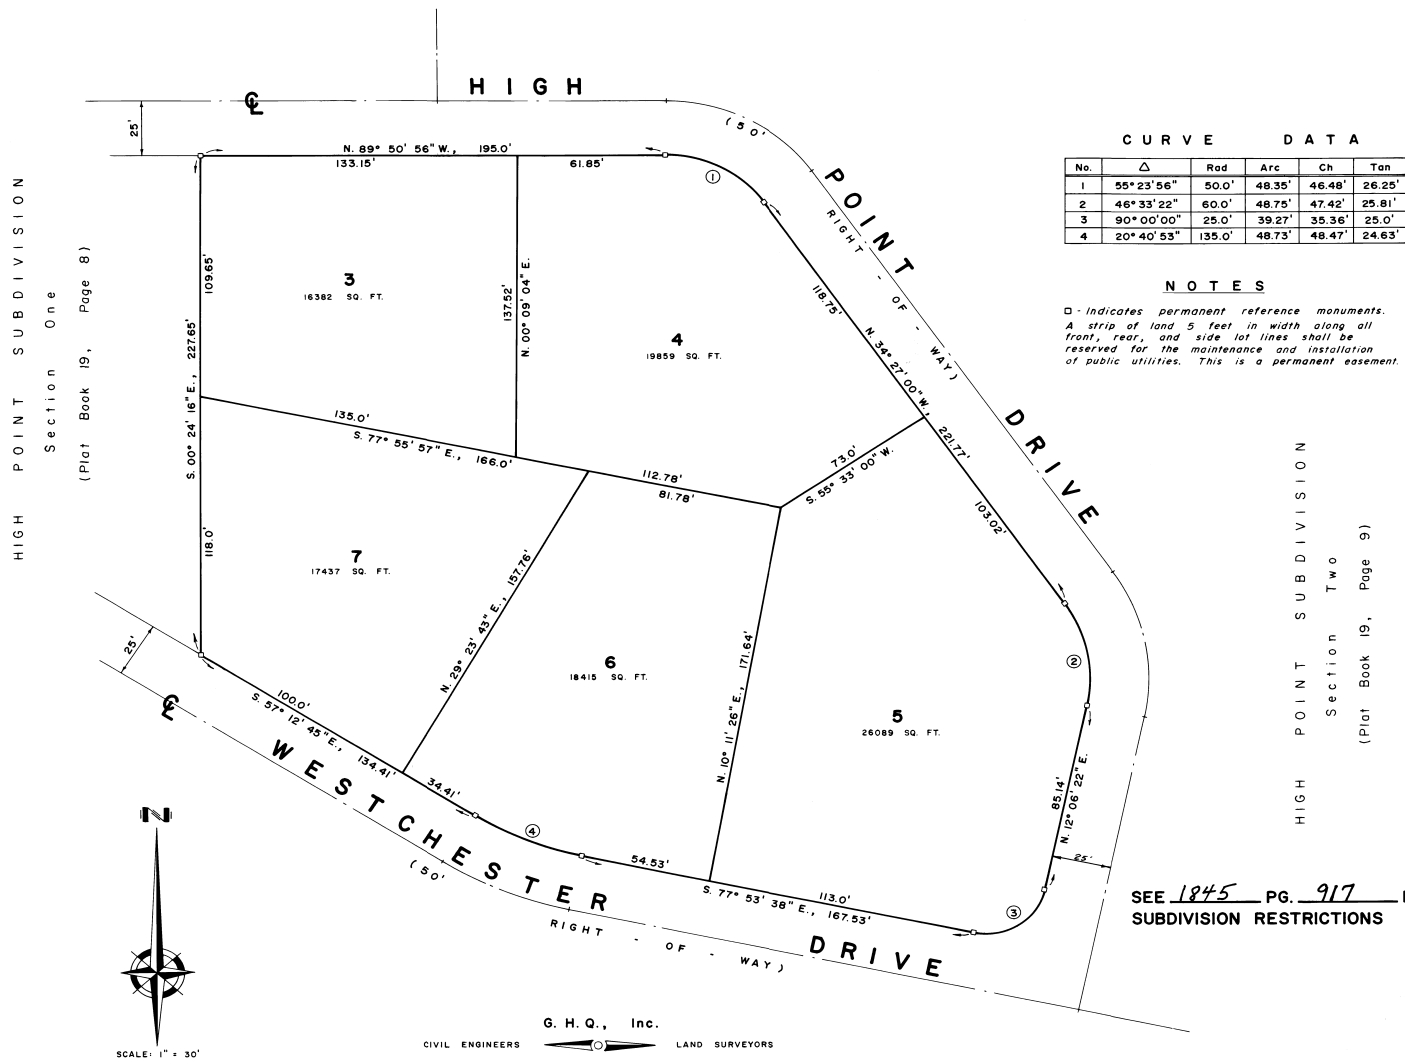 HIGH
℄
25'
(50'
N. 89° 50' 56" W., 195.0'
133.15'
61.85'
①
POINT
RIGHT - OF - WAY)
DRIVE
CURVE DATA
No. △ Rad Arc Ch Tan
1 55° 23' 56" 50.0' 48.35' 46.48' 26.25'
2 46° 33' 22" 60.0' 48.75' 47.42' 25.81'
3 90° 00' 00" 25.0' 39.27' 35.36' 25.0'
4 20° 40' 53" 135.0' 48.73' 48.47' 24.63'
NOTES
□ - Indicates permanent reference monuments.
A strip of land 5 feet in width along all
front, rear, and side lot lines shall be
reserved for the maintenance and installation
of public utilities. This is a permanent easement.
HIGH POINT SUBDIVISION
Section One
(Plat Book 19, Page 8)
109.65'
S. 00° 24' 16" E., 227.65'
118.0'
3
16382 SQ. FT.
137.52'
N. 00° 09' 04" E.
4
19859 SQ. FT.
118.75'
N. 34° 27' 00" W., 221.77'
103.02'
135.0'
S. 77° 55' 57" E., 166.0'
112.78'
81.78'
73.0'
S. 55° 33' 00" W.
7
17437 SQ. FT.
N. 29° 23' 43" E., 157.76'
6
18415 SQ. FT.
N. 10° 11' 26" E., 171.64'
5
26089 SQ. FT.
②
85.14'
N. 12° 06' 22" E.
25'
③
HIGH POINT SUBDIVISION
Section Two
(Plat Book 19, Page 9)
25'
℄
100.0'
S. 57° 12' 45" E., 134.41'
34.41'
④
54.53'
113.0'
S. 77° 53' 38" E., 167.53'
WESTCHESTER
(50'
RIGHT - OF - WAY)
DRIVE
SEE 1845 PG. 917
SUBDIVISION RESTRICTIONS
N
SCALE: 1" = 30'
G. H. Q., Inc.
CIVIL ENGINEERS LAND SURVEYORS